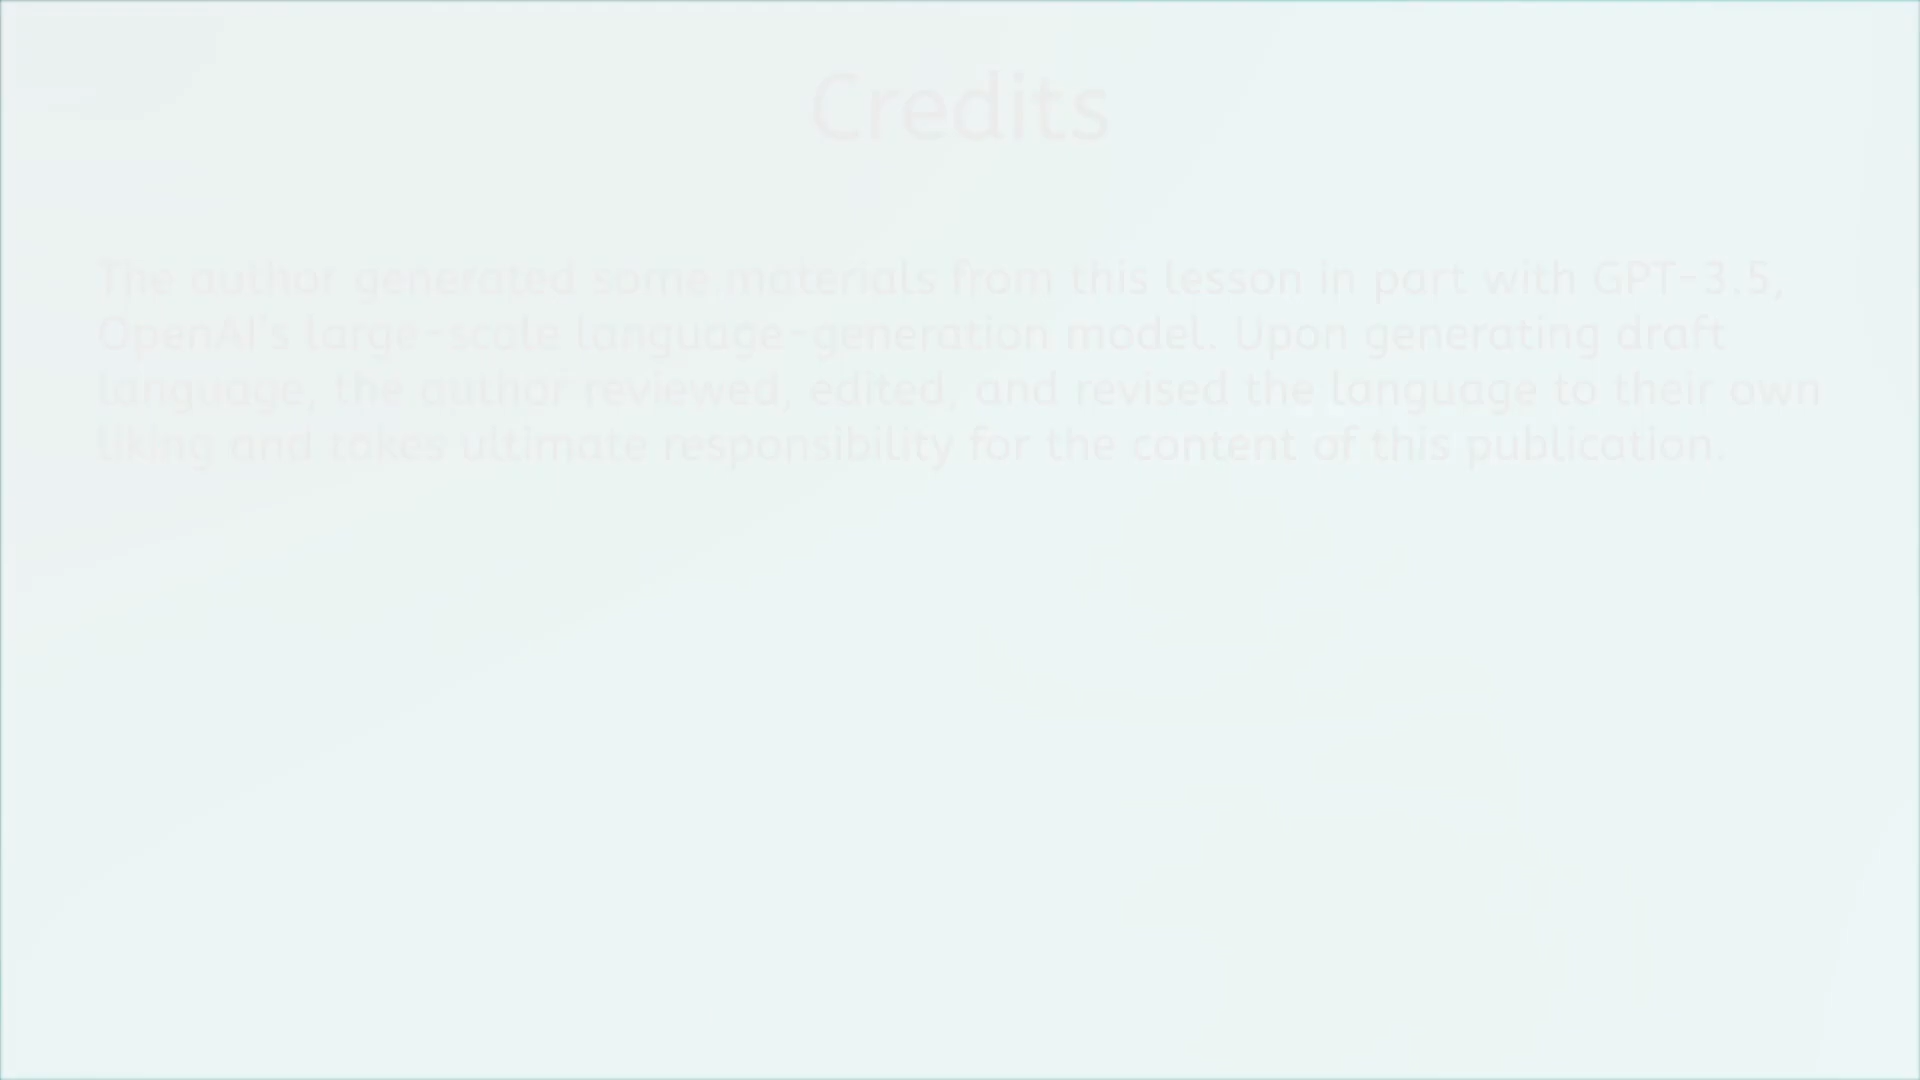 Credits
The author generated some materials from this lesson in part with GPT-3.5,
OpenAI's large-scale language-generation model. Upon generating draft
language, the author reviewed, edited, and revised the language to their own
liking and takes ultimate responsibility for the content of this publication.